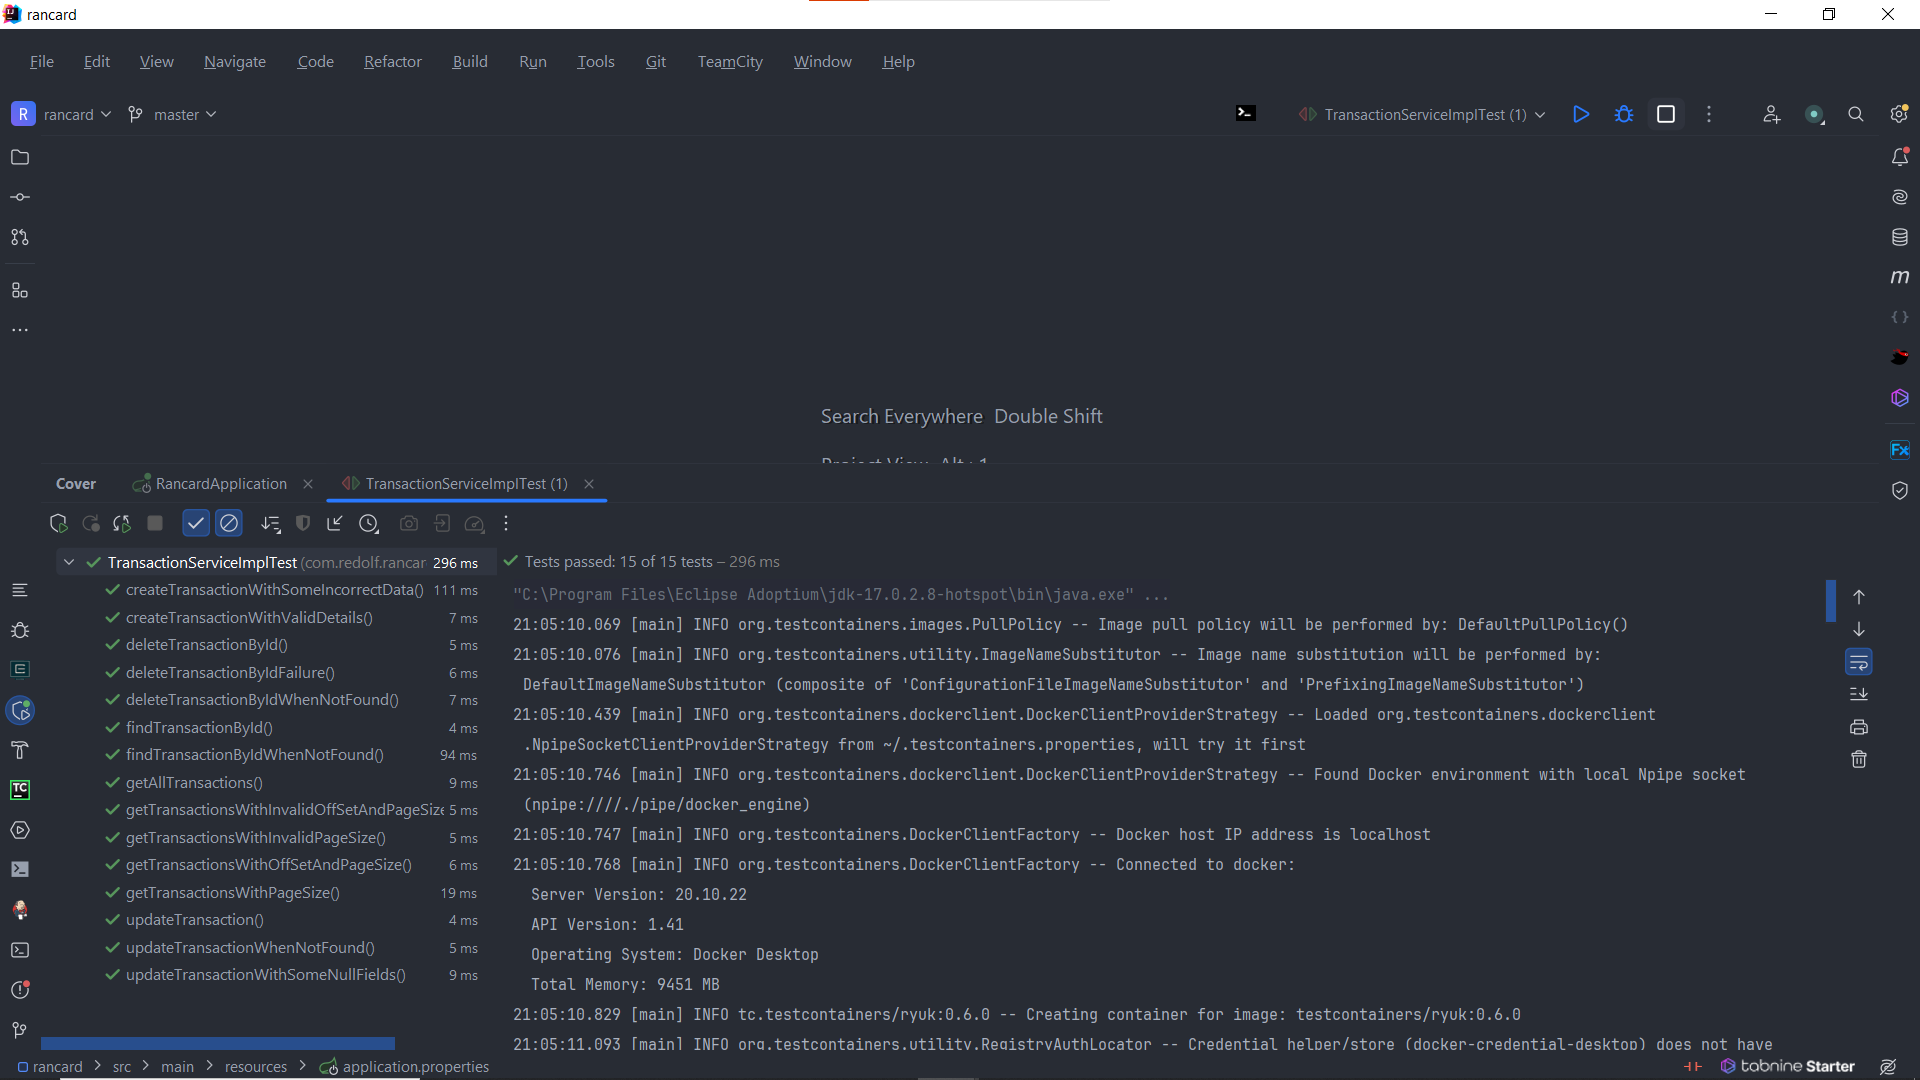 rancard
File Edit View Navigate Code Refactor Build Run Tools Git TeamCity Window Help
R rancard master TransactionServiceImplTest (1)
Search Everywhere Double Shift
Project View Alt+1
Cover RancardApplication TransactionServiceImplTest (1)
TransactionServiceImplTest (com.redolf.rancar 296 ms
createTransactionWithSomeIncorrectData() 111 ms
createTransactionWithValidDetails() 7 ms
deleteTransactionById() 5 ms
deleteTransactionByIdFailure() 6 ms
deleteTransactionByIdWhenNotFound() 7 ms
findTransactionById() 4 ms
findTransactionByIdWhenNotFound() 94 ms
getAllTransactions() 9 ms
getTransactionsWithInvalidOffSetAndPageSize 5 ms
getTransactionsWithInvalidPageSize() 5 ms
getTransactionsWithOffSetAndPageSize() 6 ms
getTransactionsWithPageSize() 19 ms
updateTransaction() 4 ms
updateTransactionWhenNotFound() 5 ms
updateTransactionWithSomeNullFields() 9 ms
Tests passed: 15 of 15 tests – 296 ms
"C:\Program Files\Eclipse Adoptium\jdk-17.0.2.8-hotspot\bin\java.exe" ...
21:05:10.069 [main] INFO org.testcontainers.images.PullPolicy -- Image pull policy will be performed by: DefaultPullPolicy()
21:05:10.076 [main] INFO org.testcontainers.utility.ImageNameSubstitutor -- Image name substitution will be performed by:
DefaultImageNameSubstitutor (composite of 'ConfigurationFileImageNameSubstitutor' and 'PrefixingImageNameSubstitutor')
21:05:10.439 [main] INFO org.testcontainers.dockerclient.DockerClientProviderStrategy -- Loaded org.testcontainers.dockerclient
.NpipeSocketClientProviderStrategy from ~/.testcontainers.properties, will try it first
21:05:10.746 [main] INFO org.testcontainers.dockerclient.DockerClientProviderStrategy -- Found Docker environment with local Npipe socket
(npipe:////./pipe/docker_engine)
21:05:10.747 [main] INFO org.testcontainers.DockerClientFactory -- Docker host IP address is localhost
21:05:10.768 [main] INFO org.testcontainers.DockerClientFactory -- Connected to docker:
Server Version: 20.10.22
API Version: 1.41
Operating System: Docker Desktop
Total Memory: 9451 MB
21:05:10.829 [main] INFO tc.testcontainers/ryuk:0.6.0 -- Creating container for image: testcontainers/ryuk:0.6.0
21:05:11.093 [main] INFO org.testcontainers.utility.RegistryAuthLocator -- Credential helper/store (docker-credential-desktop) does not have
m
Fx
TC
rancard > src > main > resources > application.properties
tabnine Starter